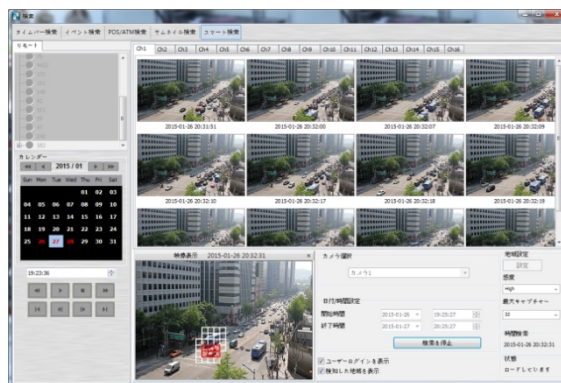 検索
タイムバー検索 イベント検索 POS/ATM検索 サムネイル検索 スマート検索
リモート
Ch1 Ch2 Ch3 Ch4 Ch5 Ch6 Ch7 Ch8 Ch9 Ch10 Ch11 Ch12 Ch13 Ch14 Ch15 Ch16
2015-01-26 20:31:51 2015-01-26 20:32:00 2015-01-26 20:32:07 2015-01-26 20:32:09
2015-01-26 20:32:10 2015-01-26 20:32:17 2015-01-26 20:32:18 2015-01-26 20:32:19
カレンダー
2015 / 01
Sun Mon Tue Wed Thu Fri Sat
01 02 03
04 05 06 07 08 09 10
11 12 13 14 15 16 17
18 19 20 21 22 23 24
25 26 27 28 29 30 31
19:23:36
映像表示 2015-01-26 20:32:31
カメラ選択
カメラ1
日付/時間設定
開始時間 2015-01-26 19:25:27
終了時間 2015-01-27 20:25:27
検索を停止
ユーザーログインを表示
検知した地域を表示
地域設定
設定
感度
High
最大キャプチャー
32
時間検索
2015-01-26 20:32:31
状態
ロードしています